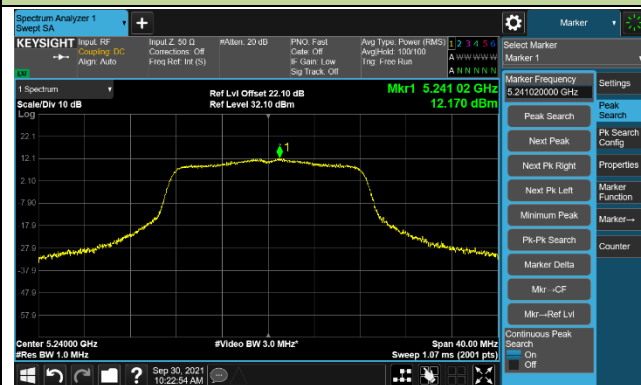 Spectrum Analyzer 1
Swept SA
+
Marker
KEYSIGHT Input: RF
Coupling: DC
Align: Auto
Input Z: 50 Ω
Corrections: Off
Freq Ref: Int (S)
#Atten: 20 dB
PNO: Fast
Gate: Off
IF Gain: Low
Sig Track: Off
Avg Type: Power (RMS)
Avg|Hold: 100/100
Trig: Free Run
1 2 3 4 5 6
A W W W W W
A N N N N N
LXI
Select Marker
Marker 1
1 Spectrum
Scale/Div 10 dB
Log
Ref Lvl Offset 22.10 dB
Ref Level 32.10 dBm
Mkr1 5.241 02 GHz
12.170 dBm
1
22.1
12.1
2.10
-7.90
-17.9
-27.9
-37.9
-47.9
-57.9
Center 5.24000 GHz
#Res BW 1.0 MHz
#Video BW 3.0 MHz*
Span 40.00 MHz
Sweep 1.07 ms (2001 pts)
Marker Frequency
5.241020000 GHz
Peak Search
Next Peak
Next Pk Right
Next Pk Left
Minimum Peak
Pk-Pk Search
Marker Delta
Mkr→CF
Mkr→Ref Lvl
Continuous Peak
Search
On
Off
Settings
Peak
Search
Pk Search
Config
Properties
Marker
Function
Marker→
Counter
?
Sep 30, 2021
10:22:54 AM